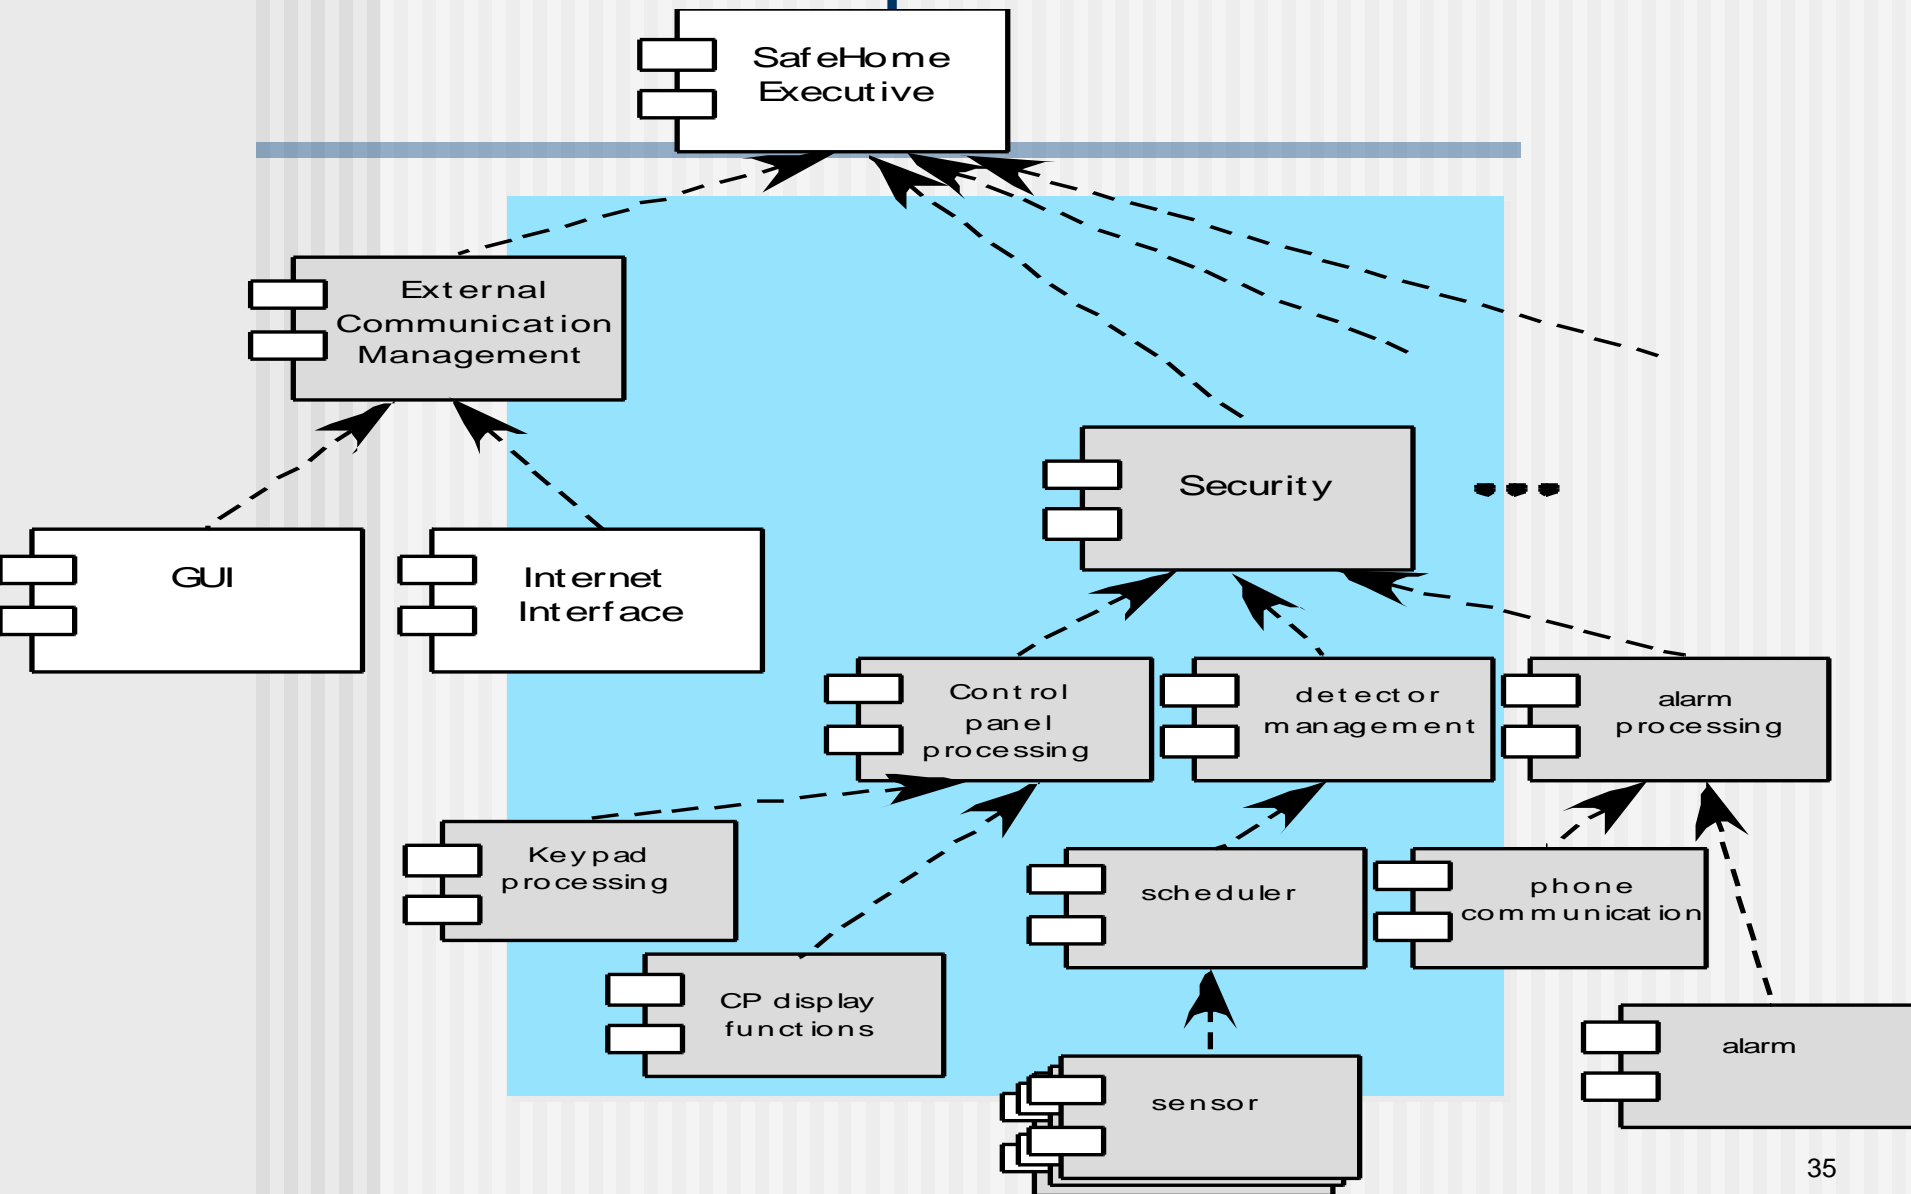 SafeHome
Executive
External
Communication
Management
Security
GUI
Internet
Interface
Control
panel
processing
detector
management
alarm
processing
Keypad
processing
scheduler
phone
communication
CP display
functions
alarm
sensor
35